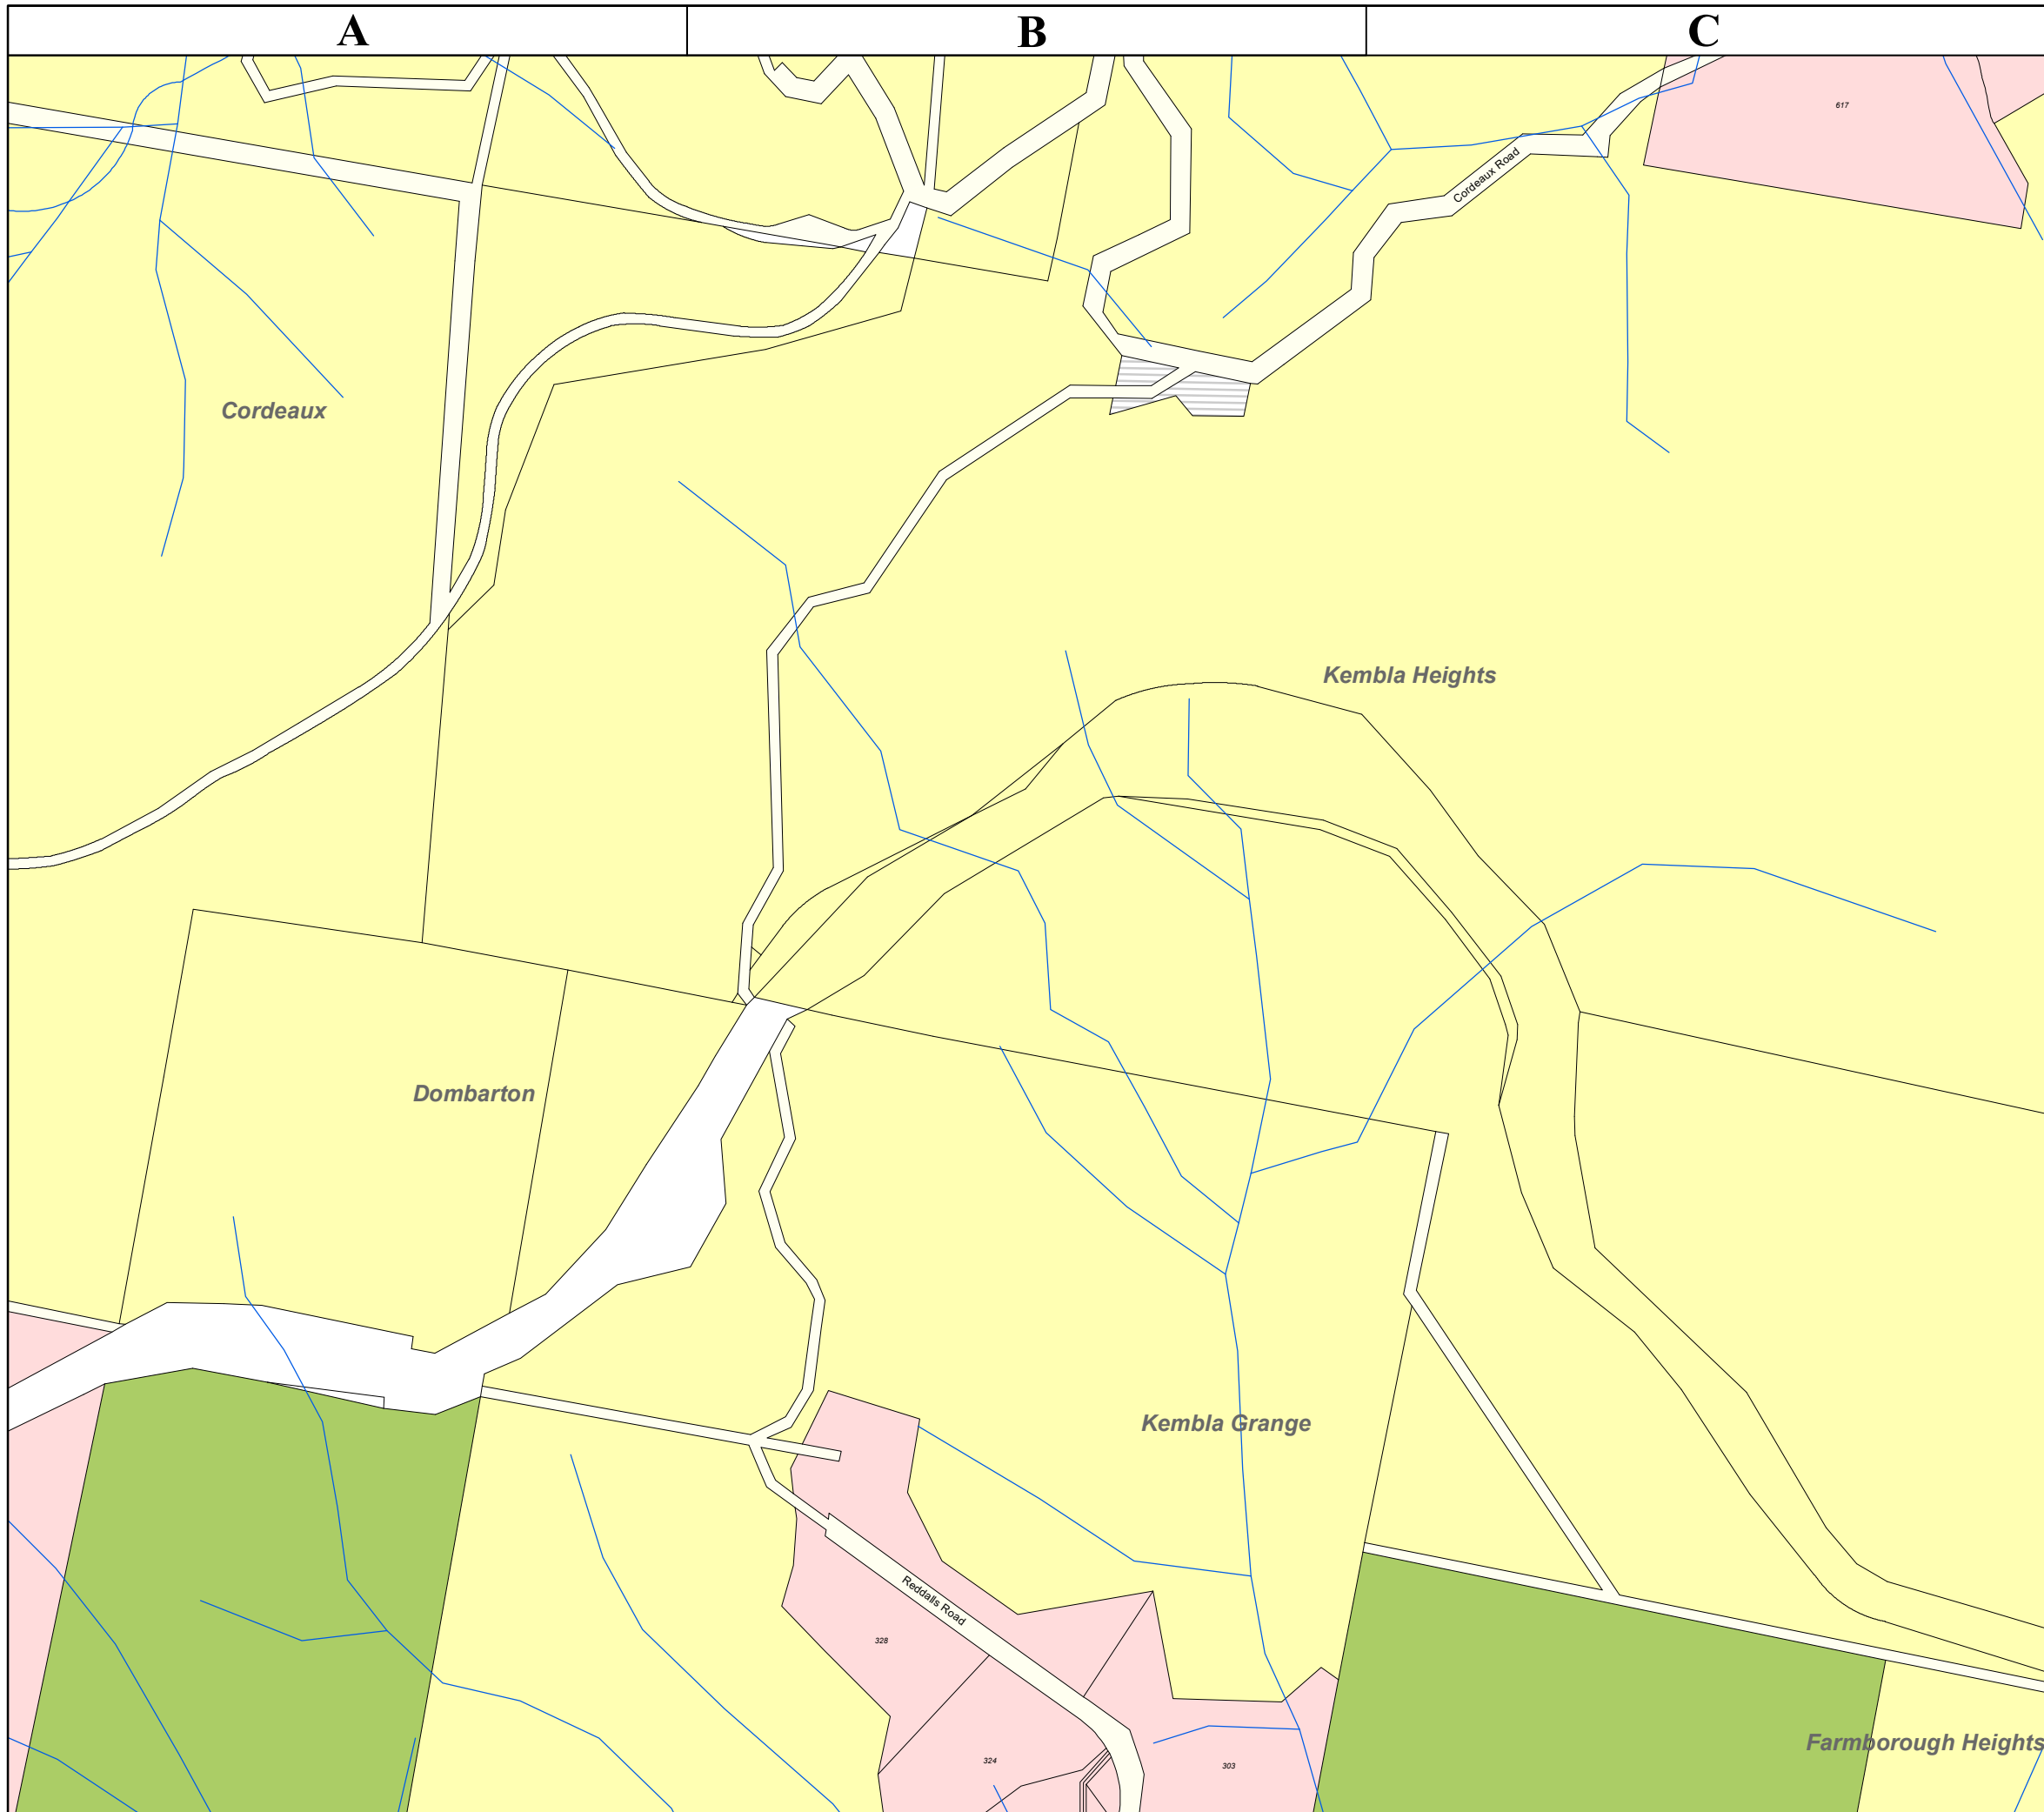 A
B
C
617
Cordeaux Road
Cordeaux
Kembla Heights
Dombarton
Kembla Grange
Reddalls Road
328
Farmborough Heights
324
303